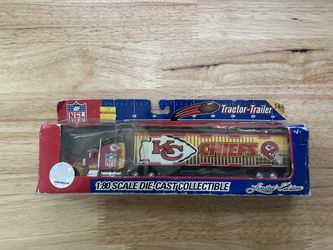 NFL
Tractor-Trailer
KC
CHIEFS
1:80 SCALE DIE-CAST COLLECTIBLE
Limited Edition